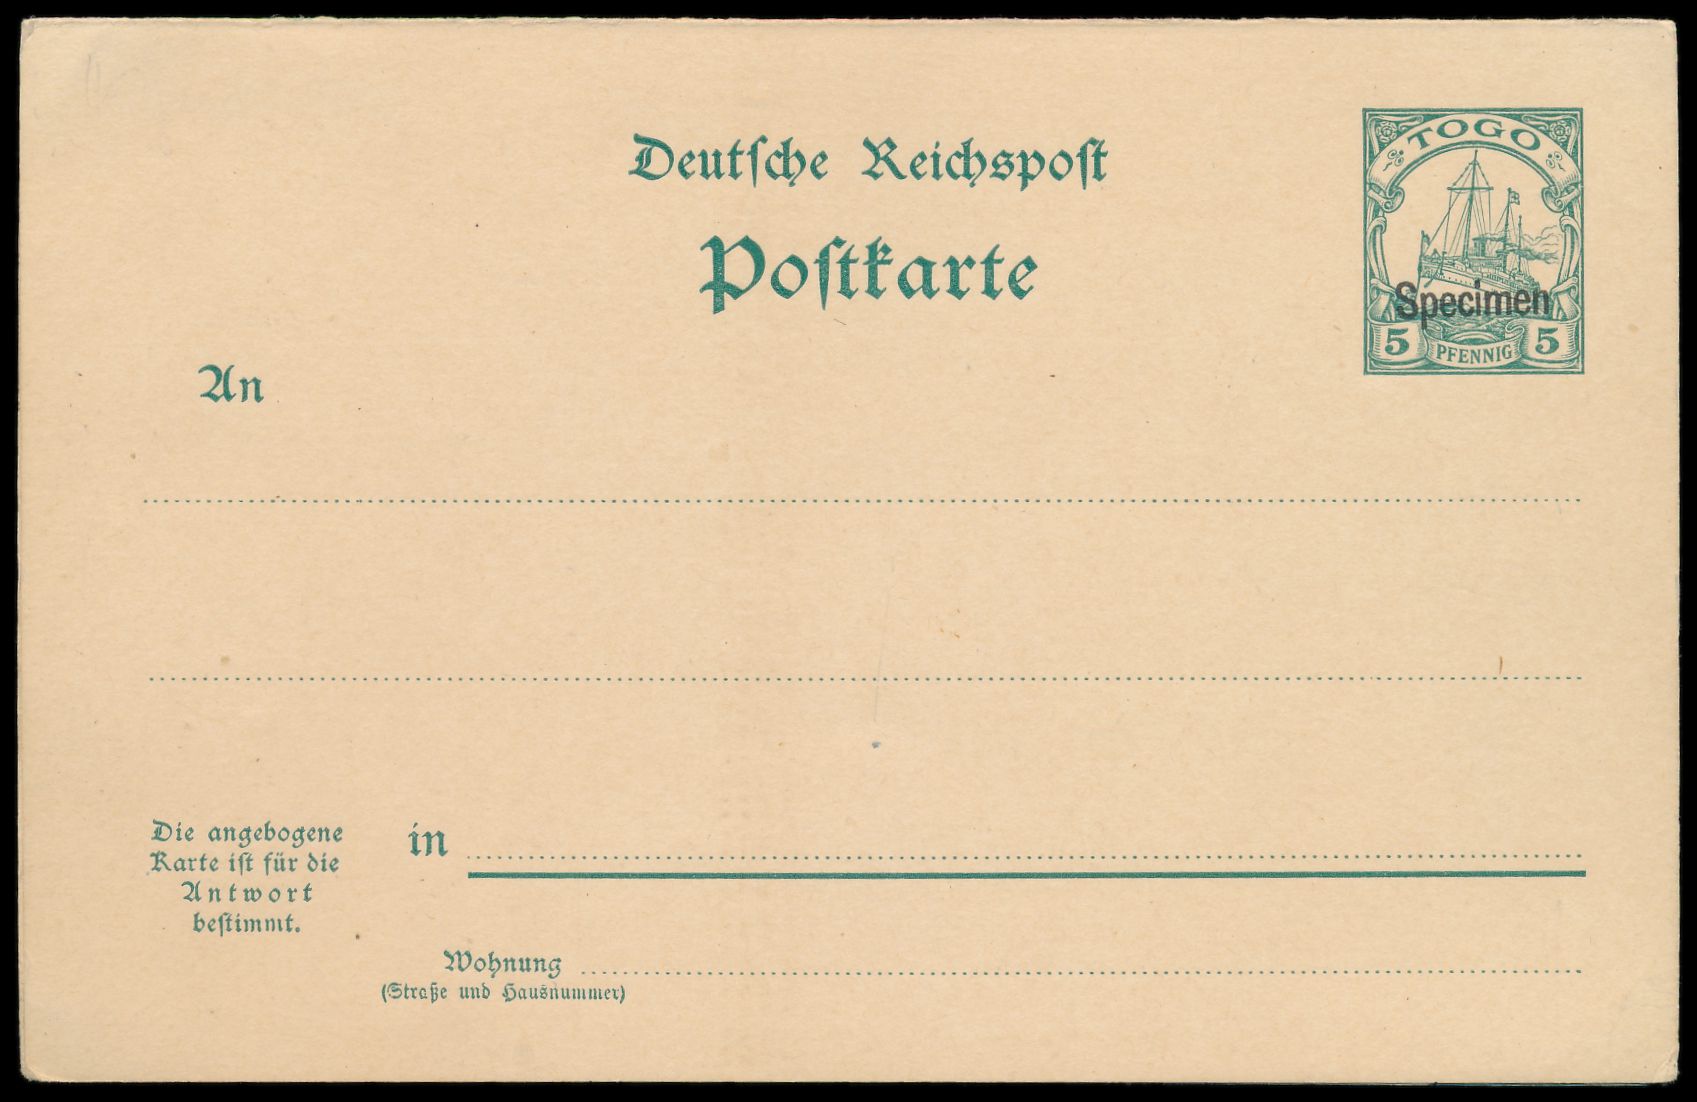 Deutſche Reichspoſt
Poſtkarte
TOGO
Specimen
5 PFENNIG 5
An
in
Die angebogene
Karte iſt für die
Antwort
beſtimmt.
Wohnung
(Straße und Hausnummer)